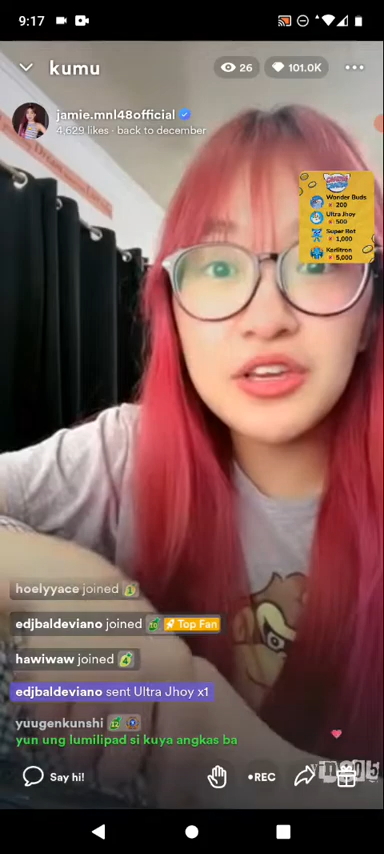 9:17
kumu
26
101.0K
jamie.mnl48official
4,629 likes · back to december
Wonder Buds
200
Ultra Jhoy
500
Super Bot
1,000
Kerlitron
5,000
hoelyyace joined
edjbaldeviano joined Top Fan
hawiwaw joined 4
edjbaldeviano sent Ultra Jhoy x1
yuugenkunshi 12
yun ung lumilipad si kuya angkas ba
Say hi!
•REC